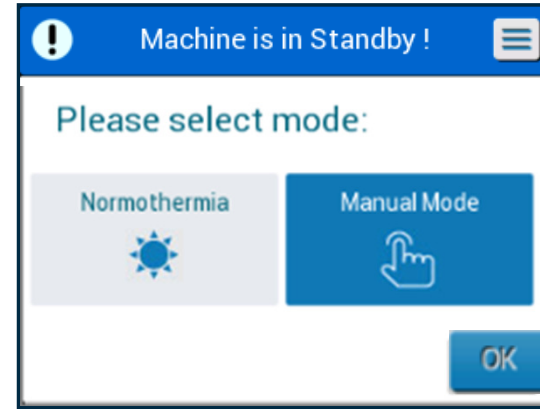 Machine is in Standby !
Please select mode:
Normothermia
Manual Mode
OK